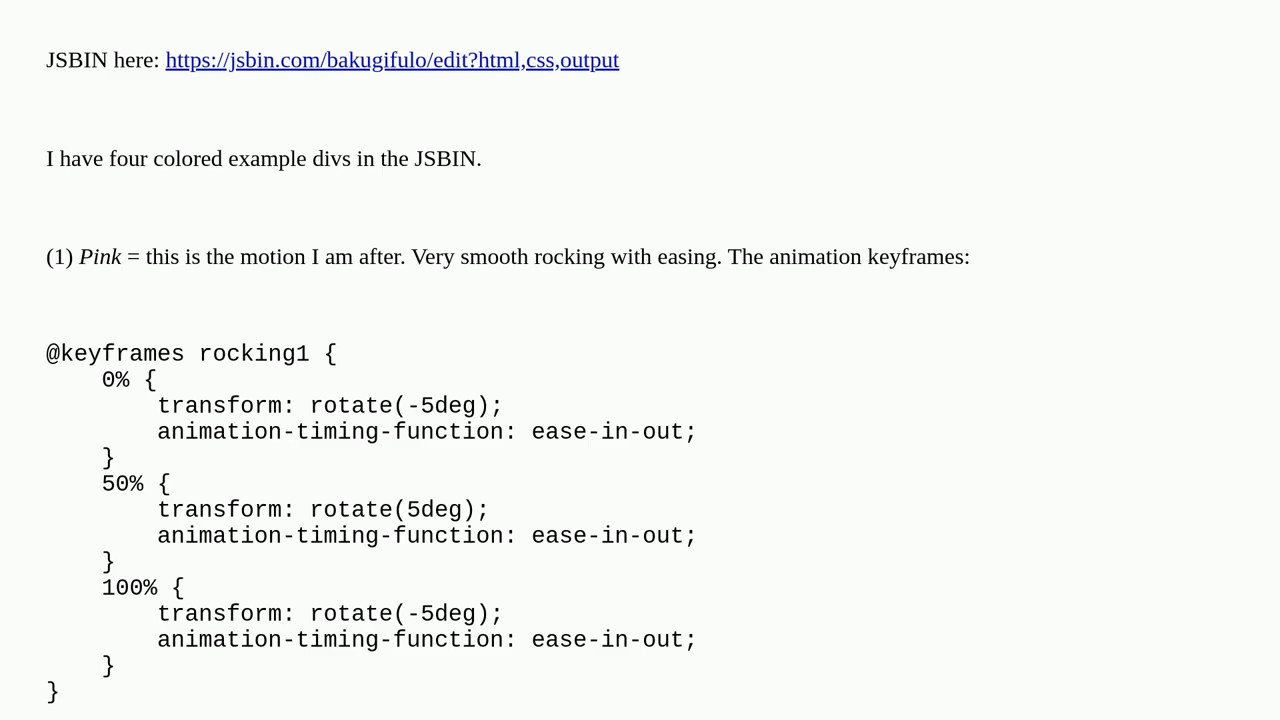 JSBIN here: https://jsbin.com/bakugifulo/edit?html,css,output
I have four colored example divs in the JSBIN.
(1) Pink = this is the motion I am after. Very smooth rocking with easing. The animation keyframes:
@keyframes rocking1 {
    0% {
        transform: rotate(-5deg);
        animation-timing-function: ease-in-out;
    }
    50% {
        transform: rotate(5deg);
        animation-timing-function: ease-in-out;
    }
    100% {
        transform: rotate(-5deg);
        animation-timing-function: ease-in-out;
    }
}